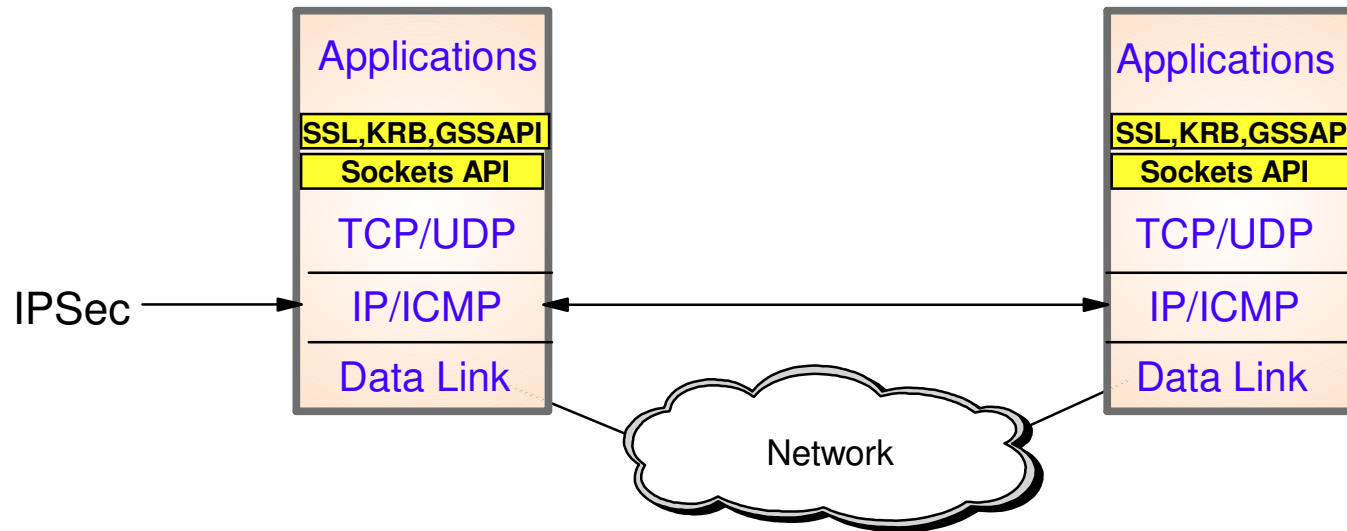 Applications
SSL,KRB,GSSAPI
Sockets API
TCP/UDP
IPSec
IP/ICMP
Data Link
Network
Applications
SSL,KRB,GSSAP
Sockets API
TCP/UDP
IP/ICMP
Data Link